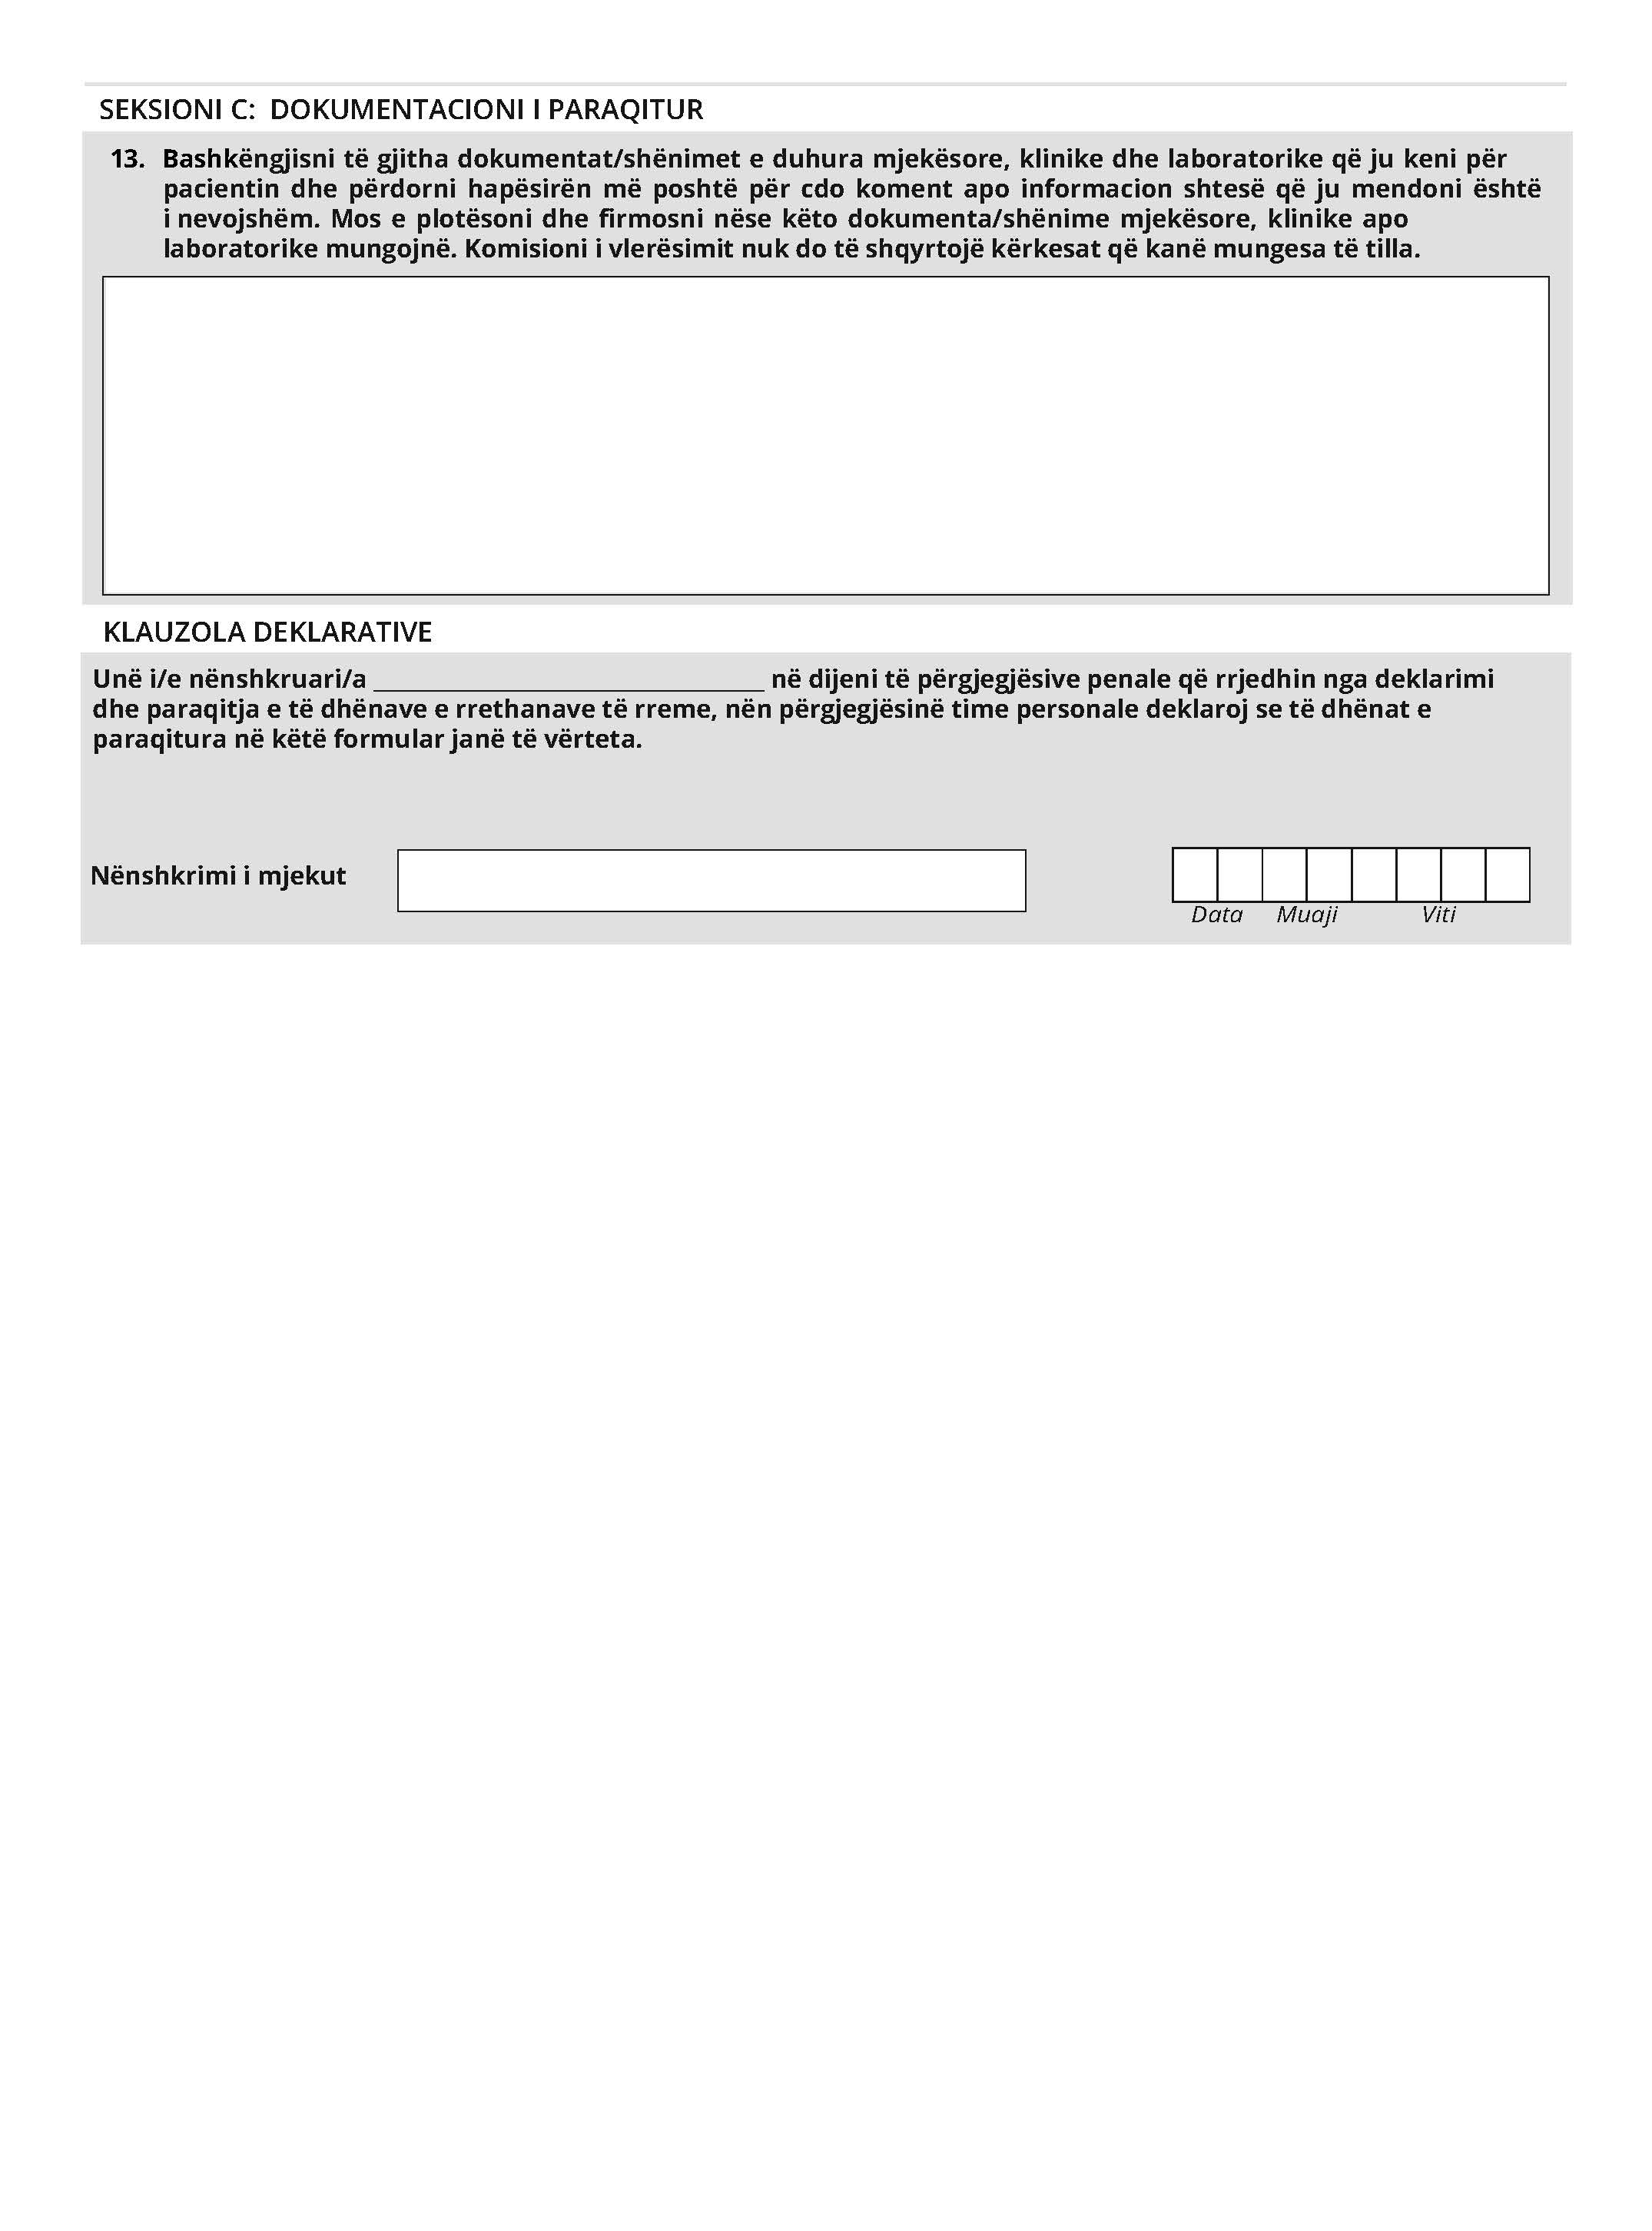 SEKSIONI C: DOKUMENTACIONI I PARAQITUR
13. Bashkëngjisni të gjitha dokumentat/shënimet e duhura mjekësore, klinike dhe laboratorike që ju keni për
pacientin dhe përdorni hapësirën më poshtë për cdo koment apo informacion shtesë që ju mendoni është
i nevojshëm. Mos e plotësoni dhe firmosni nëse këto dokumenta/shënime mjekësore, klinike apo
laboratorike mungojnë. Komisioni i vlerësimit nuk do të shqyrtojë kërkesat që kanë mungesa të tilla.
KLAUZOLA DEKLARATIVE
Unë i/e nënshkruari/a ______________________________ në dijeni të përgjegjësive penale që rrjedhin nga deklarimi
dhe paraqitja e të dhënave e rrethanave të rreme, nën përgjegjësinë time personale deklaroj se të dhënat e
paraqitura në këtë formular janë të vërteta.
Nënshkrimi i mjekut
Data Muaji Viti